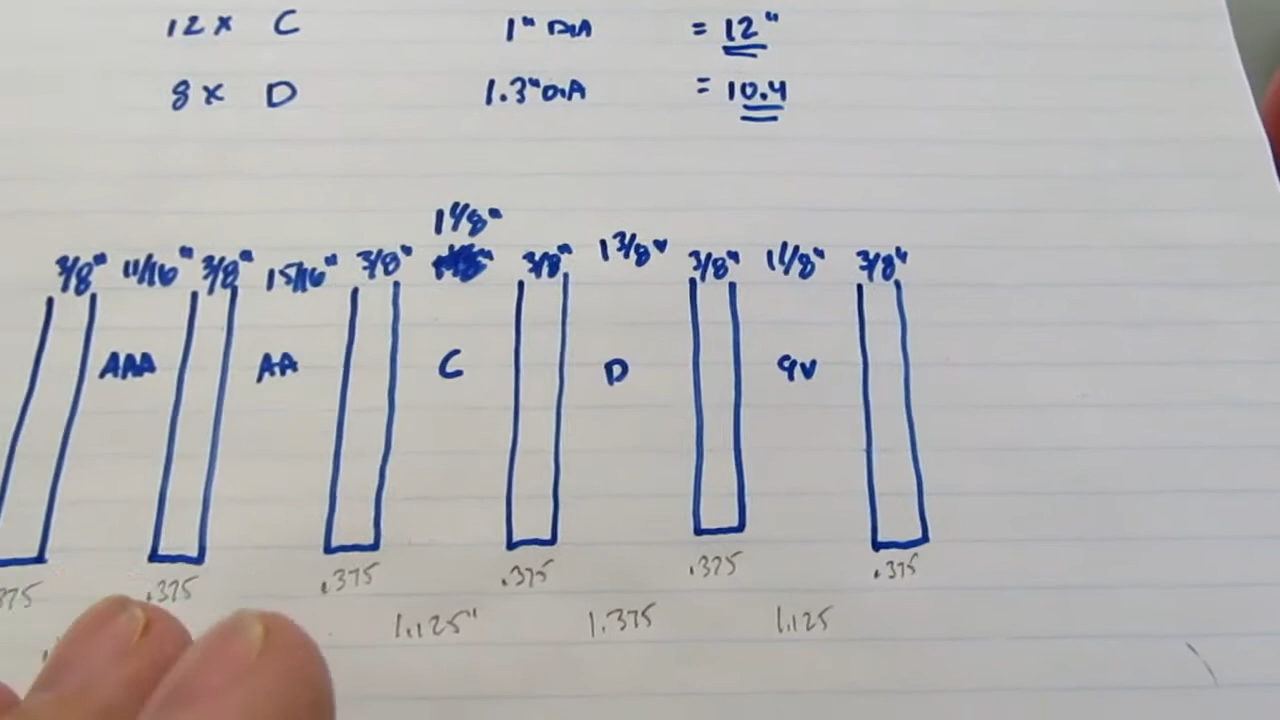 12 x C 1" DIA = 12"
8 x D 1.3" DIA = 10.4
1 1/8"
3/8" 11/16" 3/8" 15/16" 3/8" 3/8" 1 3/8" 3/8" 1 1/8" 3/8"
AAA AA C D 9V
375 .375 .375 .375 .375 .375
1.125" 1.375 1.125